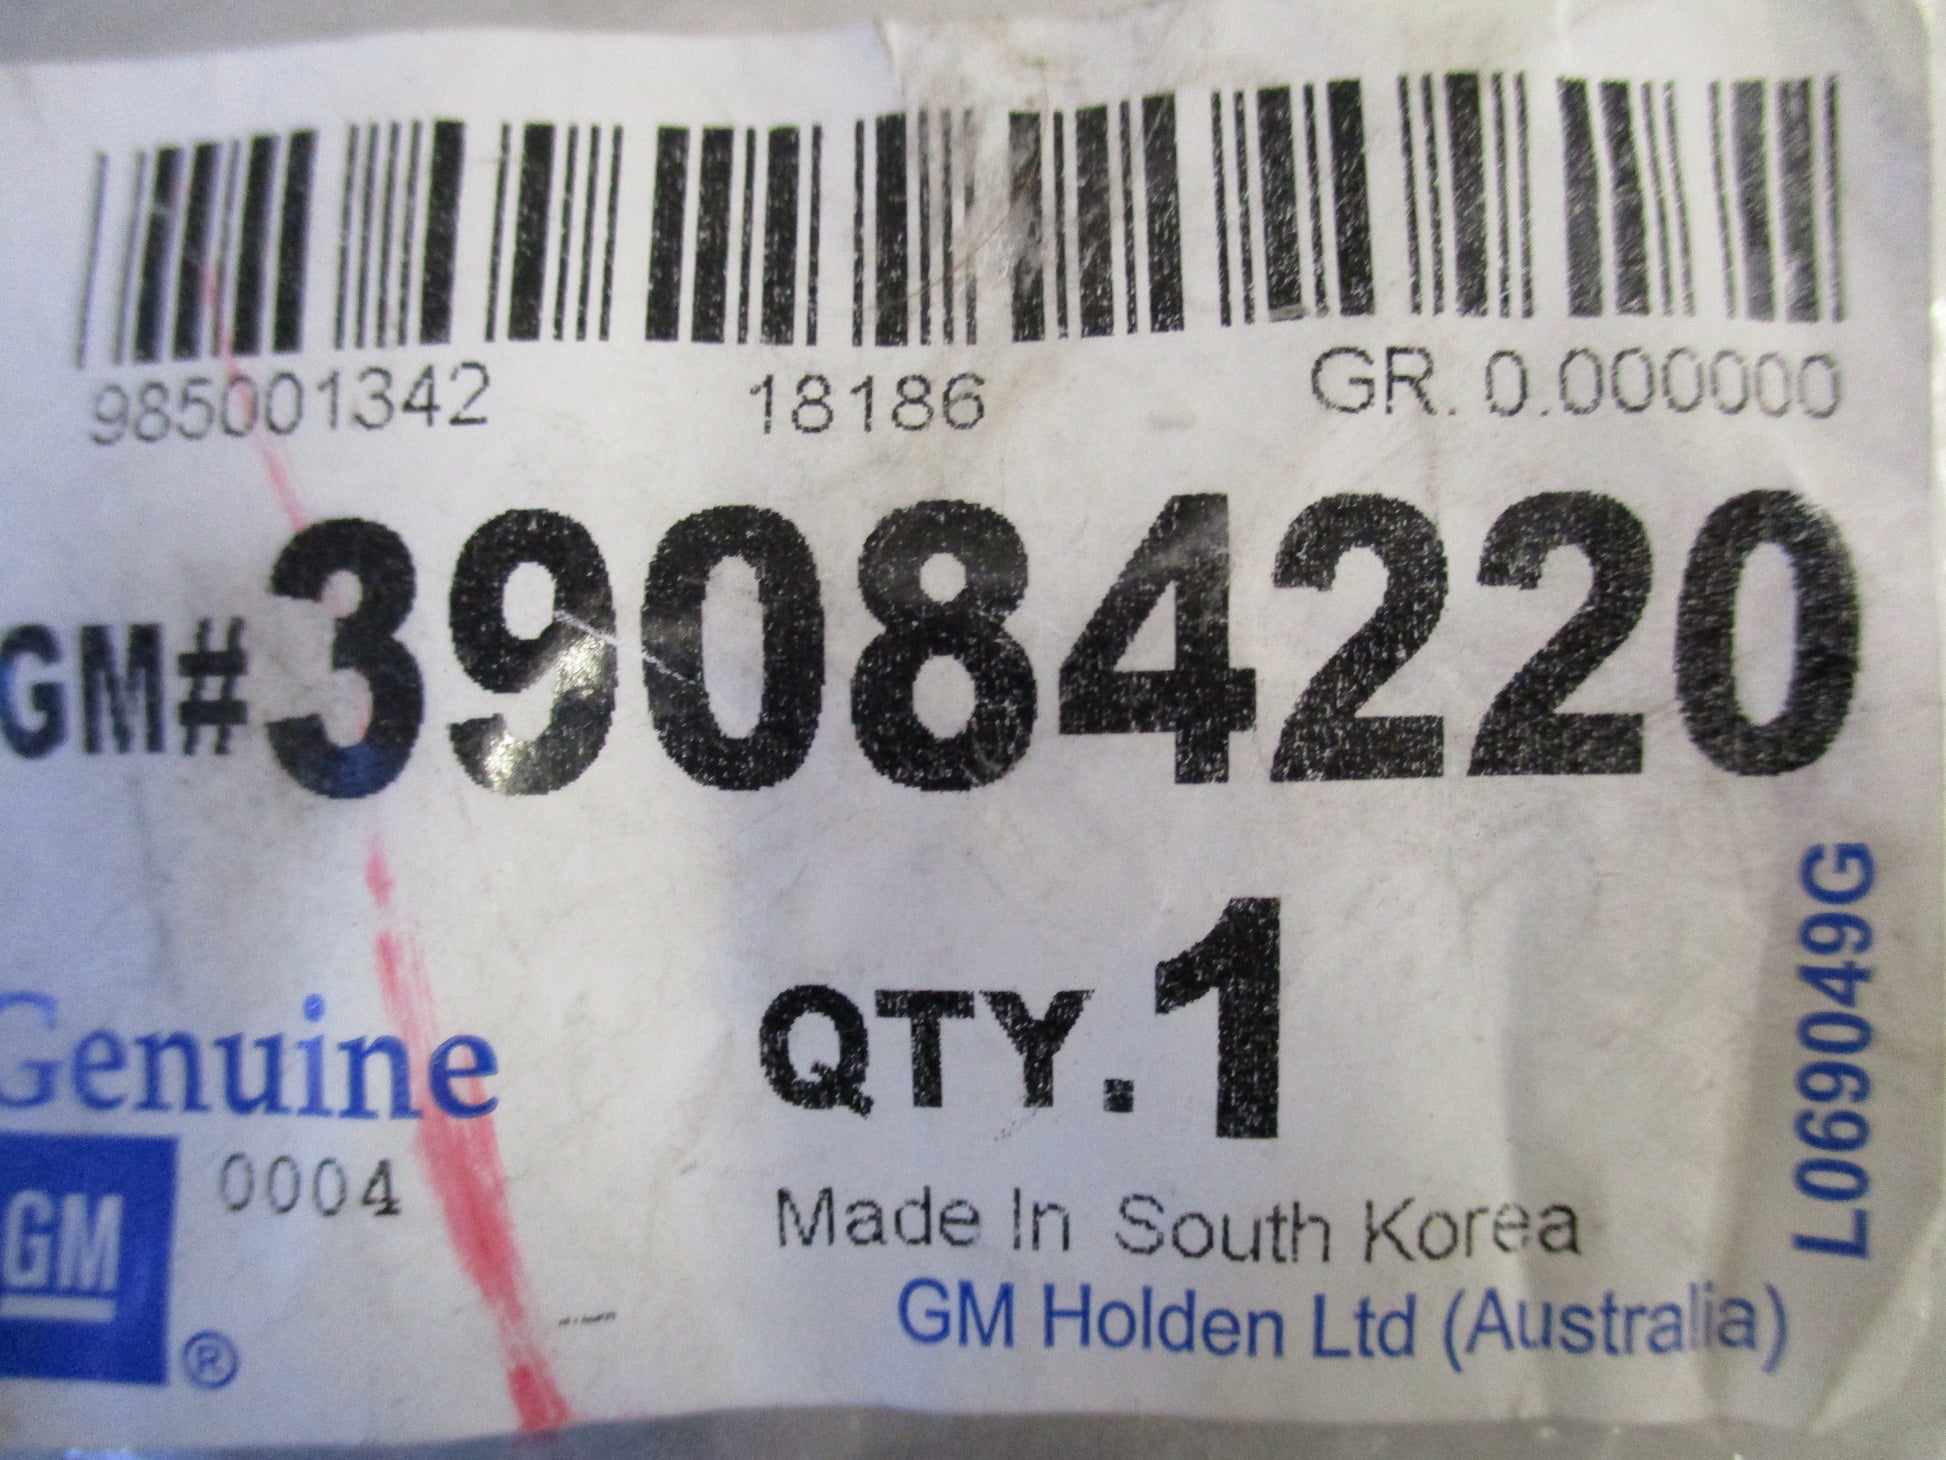 985001342 18186 GR. 0.000000
GM# 39084220
QTY. 1
Genuine
0004
GM
®
Made In South Korea
GM Holden Ltd (Australia)
L069049G